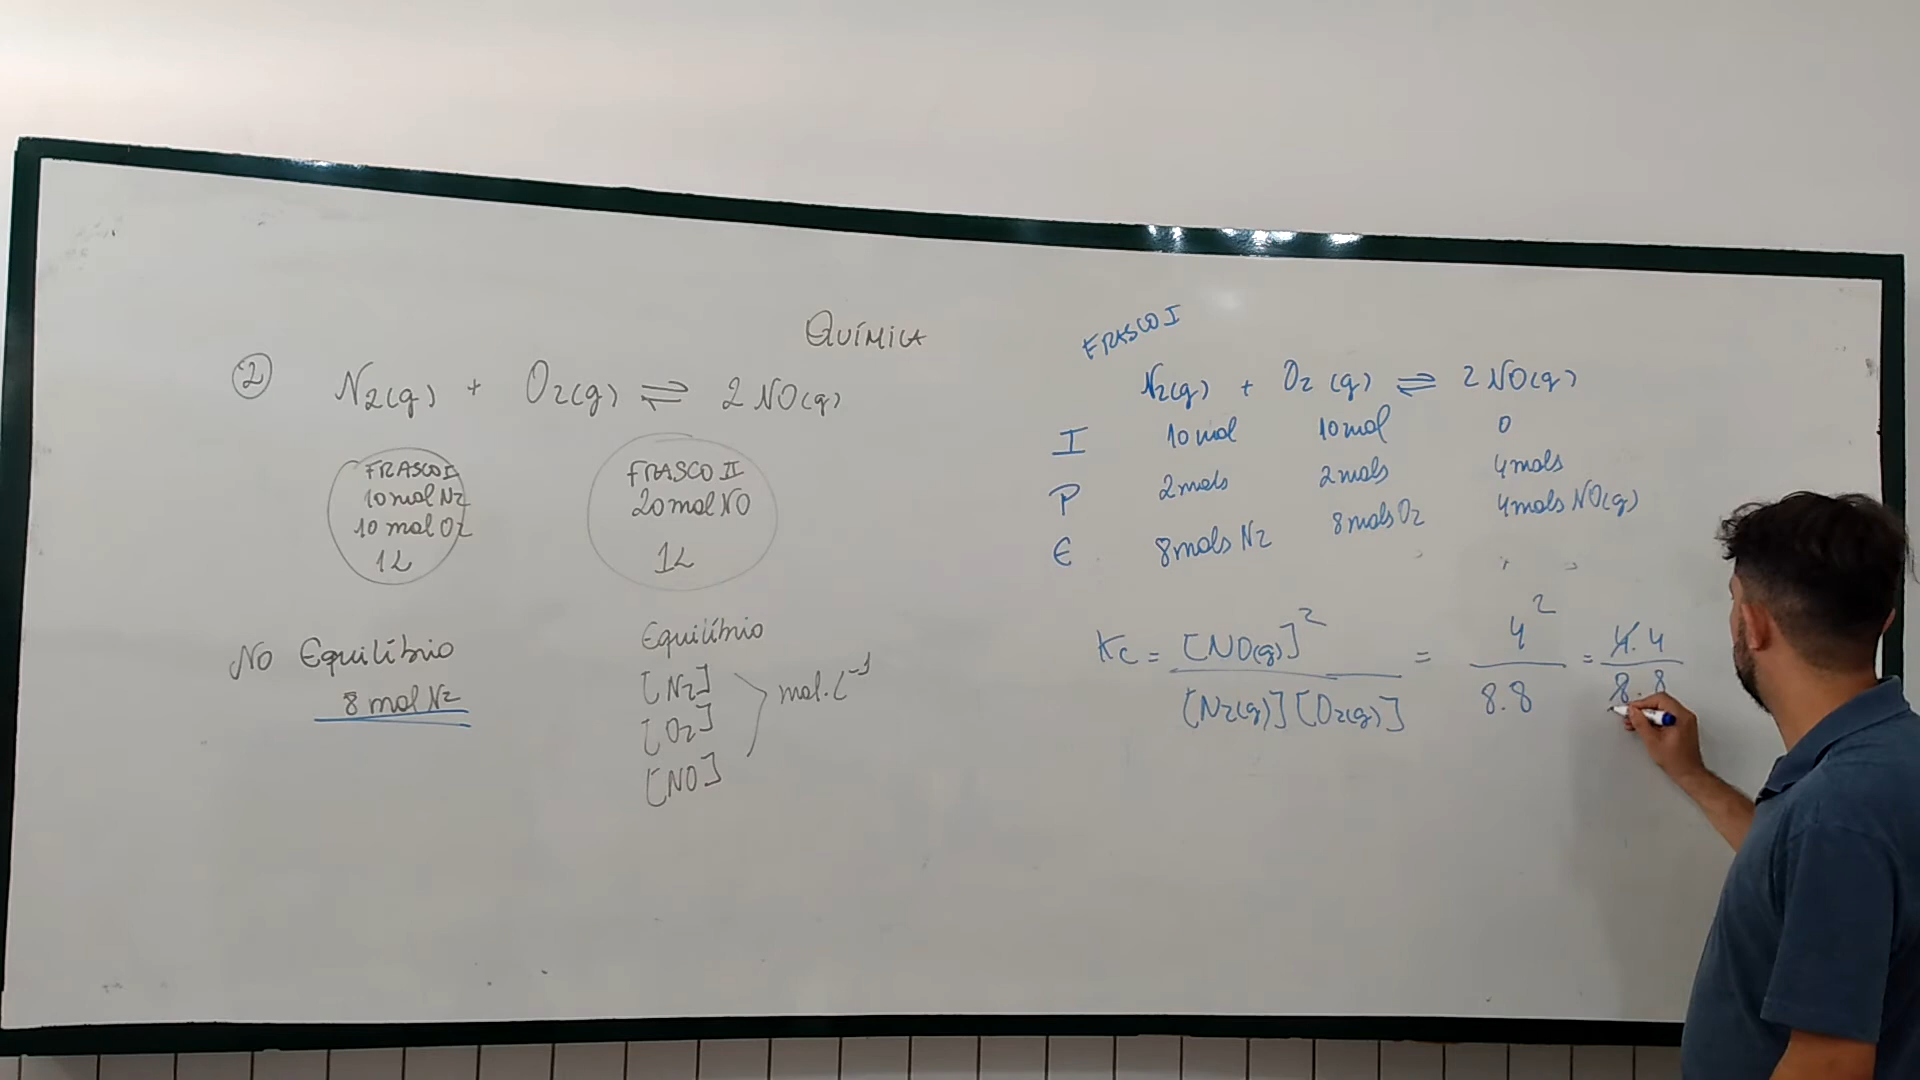 QUÍMICA
② N₂(g) + O₂(g) ⇌ 2 NO(g)
FRASCO I
10 mol N₂
10 mol O₂
1L
FRASCO II
20 mol NO
1L
NO Equilíbrio
8 mol N₂
Equilíbrio
[N₂]
[O₂]
[NO]
mol.L⁻¹
FRASCO I
N₂(g) + O₂(g) ⇌ 2 NO(g)
I 10 mol 10 mol 0
P 2 mols 2 mols 4 mols
E 8 mols N₂ 8 mols O₂ 4 mols NO(g)
Kc = [NO(g)]² / [N₂(g)][O₂(g)] = 4² / 8.8 = 4.4 / 8.8